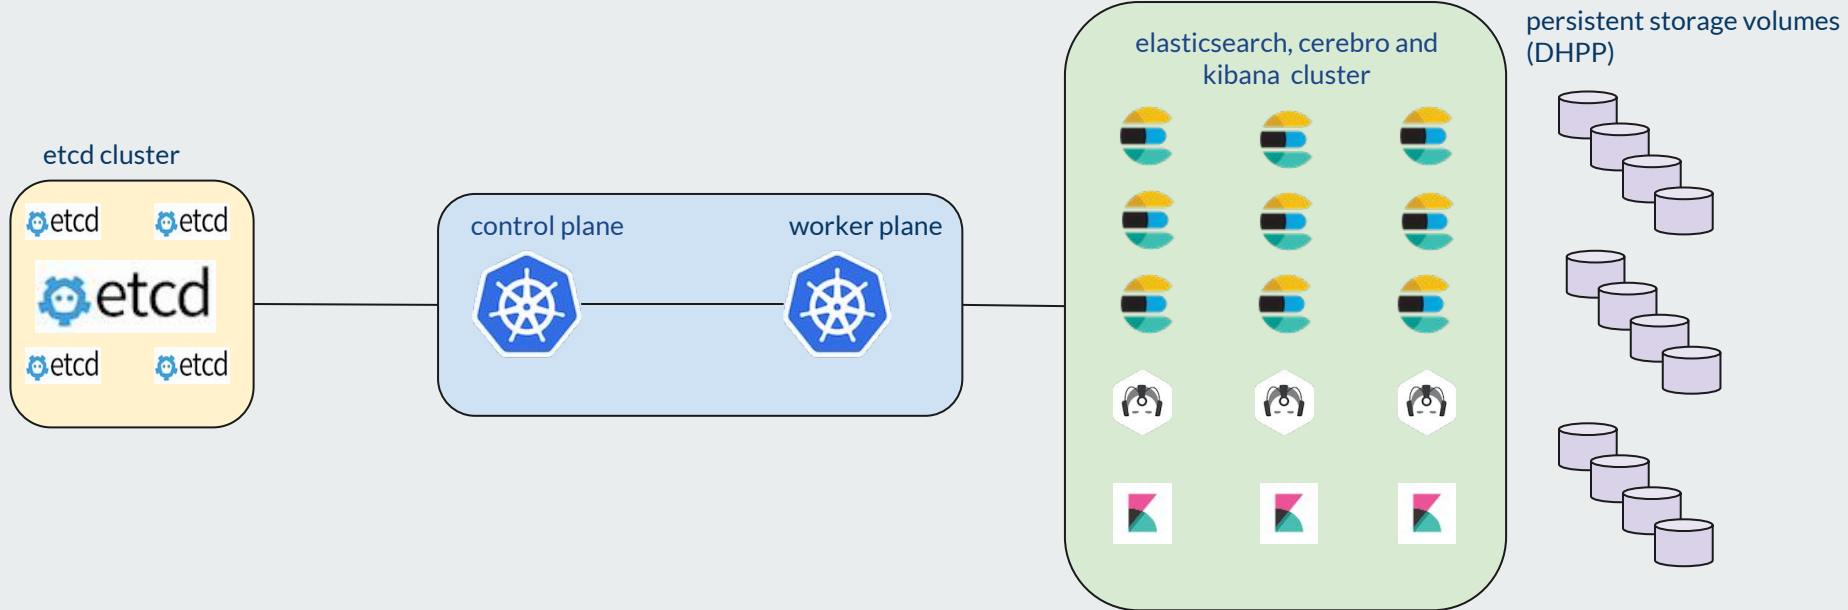 etcd cluster
etcd
etcd
etcd
etcd
etcd
control plane
worker plane
elasticsearch, cerebro and
kibana cluster
persistent storage volumes
(DHPP)